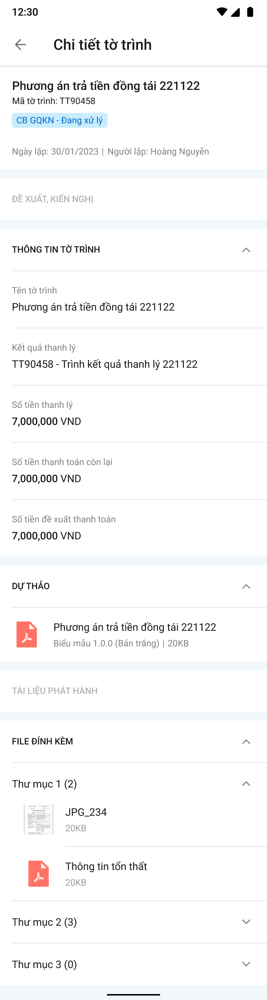 12:30
Chi tiết tờ trình
Phương án trả tiền đồng tái 221122
Mã tờ trình: TT90458
CB GQKN - Đang xử lý
Ngày lập: 30/01/2023 | Người lập: Hoàng Nguyễn
ĐỀ XUẤT, KIẾN NGHỊ
THÔNG TIN TỜ TRÌNH
Tên tờ trình
Phương án trả tiền đồng tái 221122
Kết quả thanh lý
TT90458 - Trình kết quả thanh lý 221122
Số tiền thanh lý
7,000,000 VND
Số tiền thanh toán còn lại
7,000,000 VND
Số tiền đề xuất thanh toán
7,000,000 VND
DỰ THẢO
Phương án trả tiền đồng tái 221122
Biểu mẫu 1.0.0 (Bản trắng) | 20KB
TÀI LIỆU PHÁT HÀNH
FILE ĐÍNH KÈM
Thư mục 1 (2)
JPG_234
20KB
Thông tin tổn thất
20KB
Thư mục 2 (3)
Thư mục 3 (0)